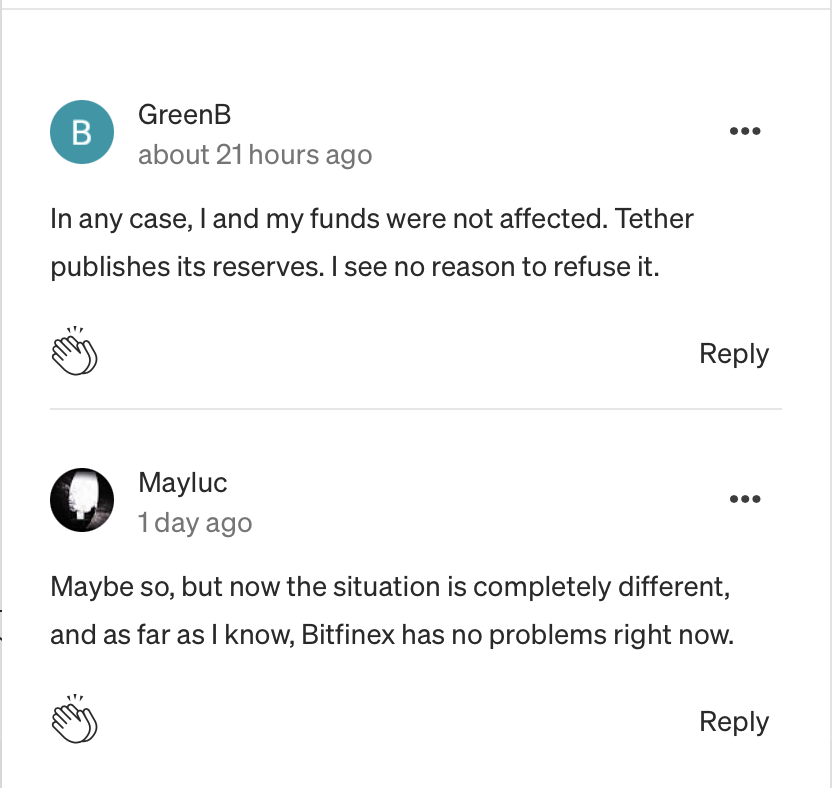 B
GreenB
about 21 hours ago
In any case, I and my funds were not affected. Tether
publishes its reserves. I see no reason to refuse it.
Reply
Mayluc
1 day ago
Maybe so, but now the situation is completely different,
and as far as I know, Bitfinex has no problems right now.
Reply